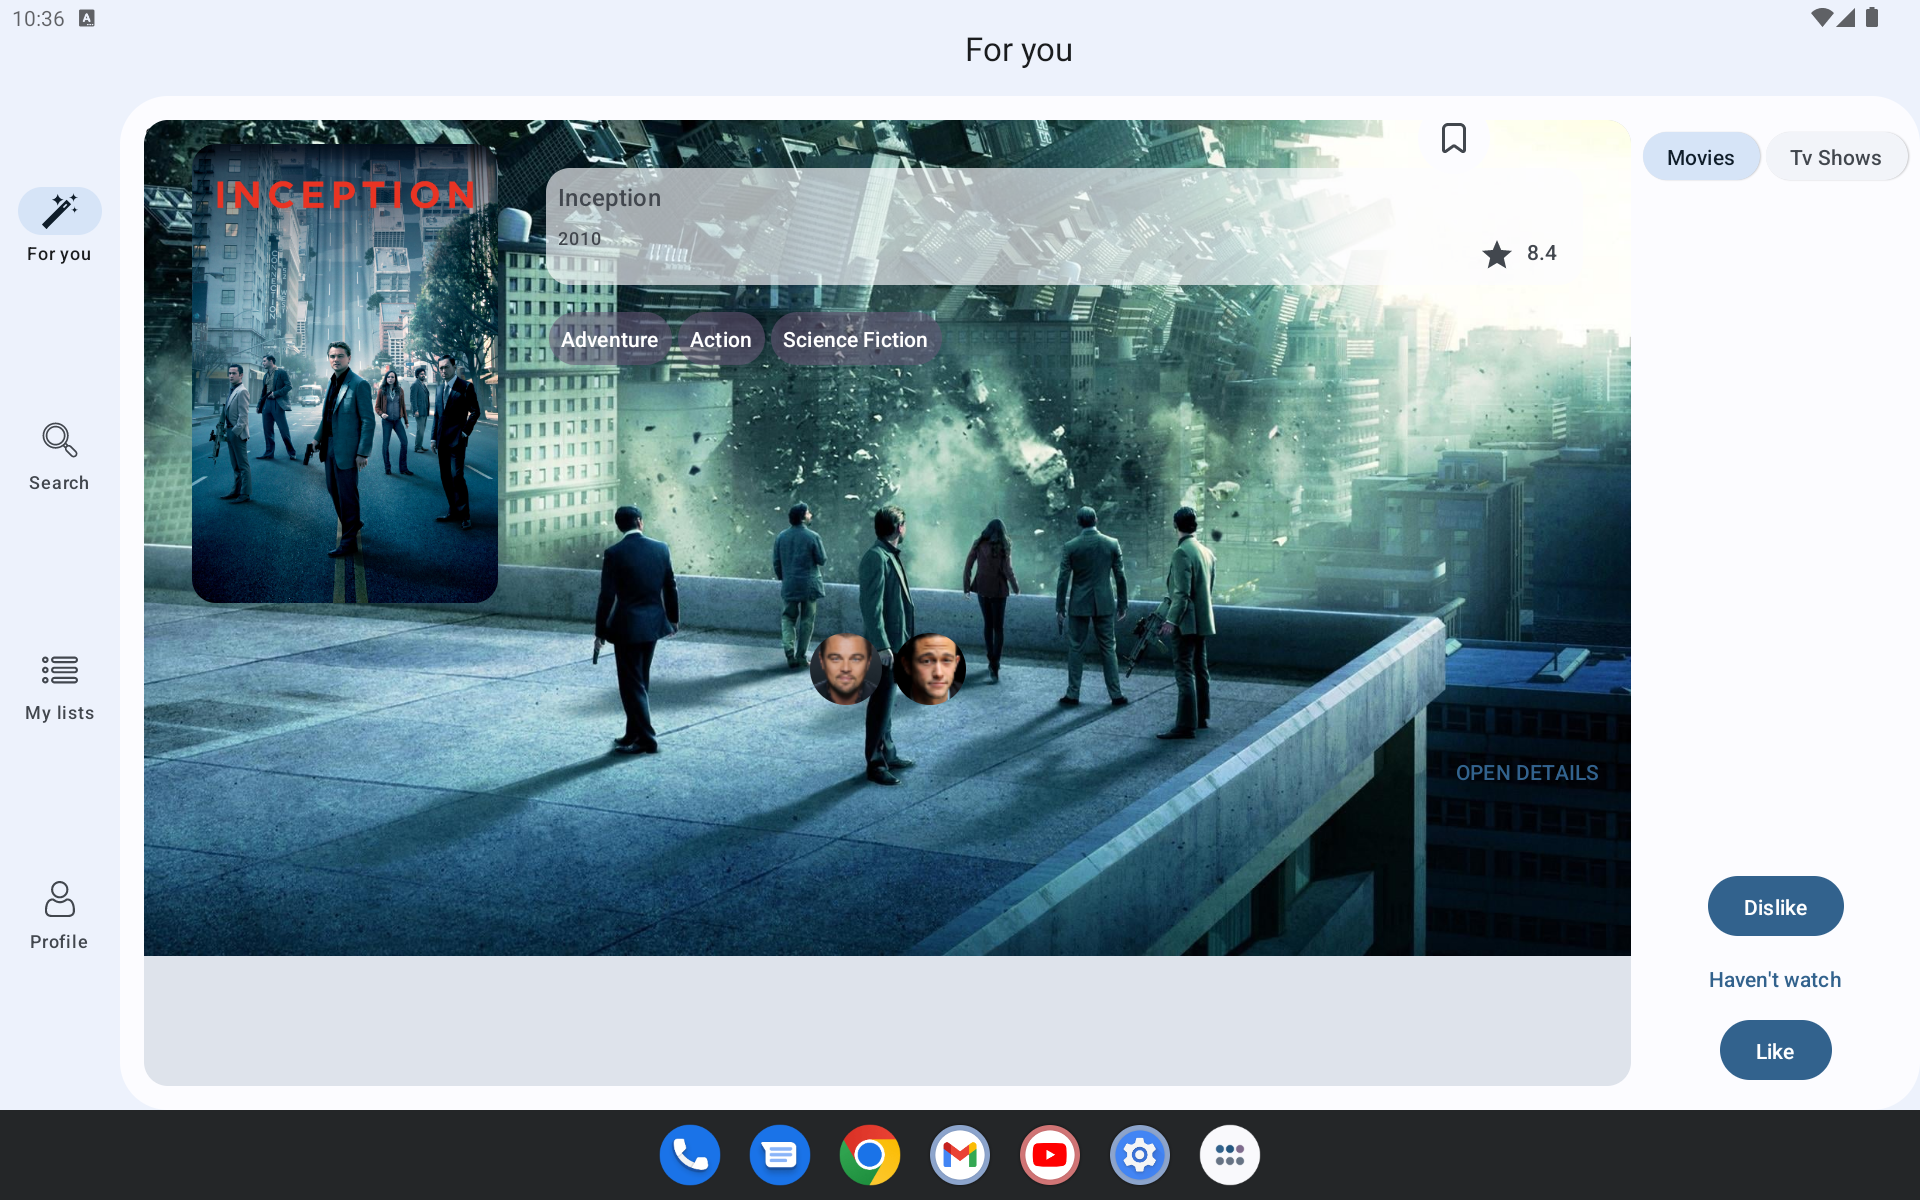 10:36
For you
For you
Search
My lists
Profile
INCEPTION
Inception
2010
8.4
Adventure
Action
Science Fiction
OPEN DETAILS
Movies
Tv Shows
Dislike
Haven't watch
Like